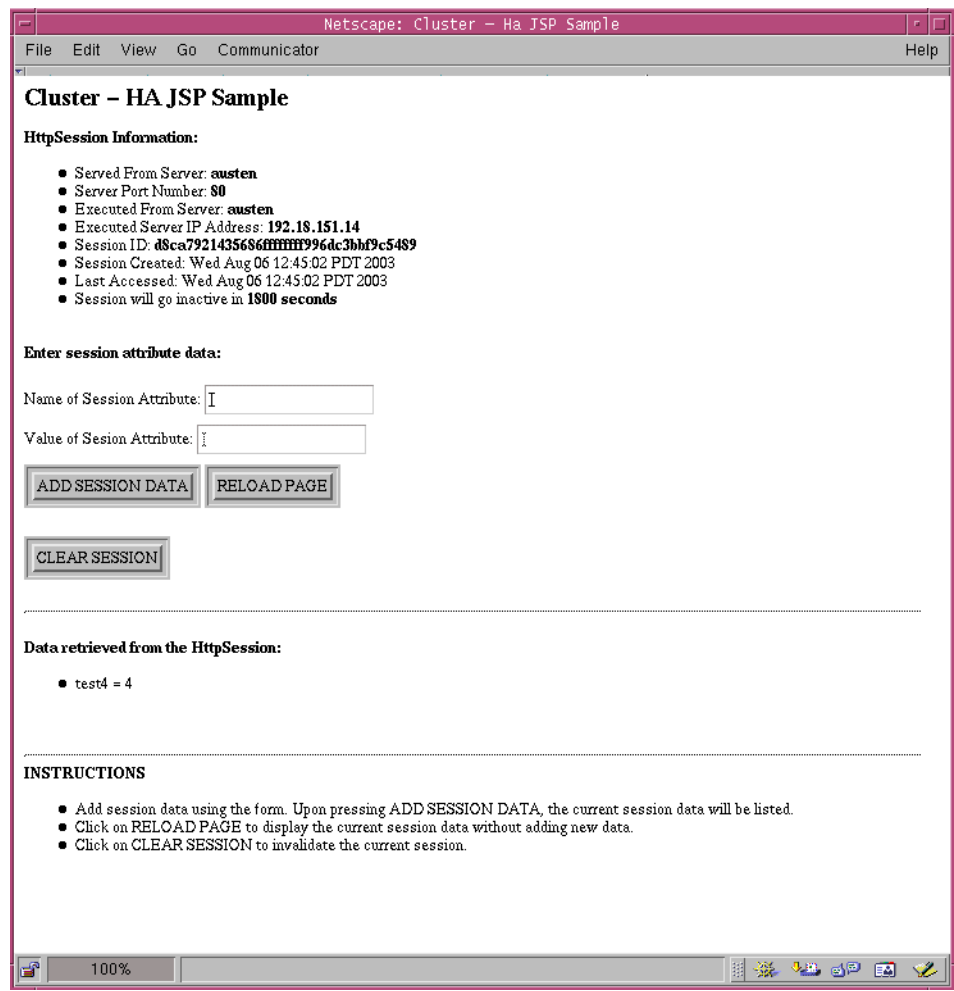 Netscape: Cluster – Ha JSP Sample
File Edit View Go Communicator Help
Cluster – HA JSP Sample
HttpSession Information:
Served From Server: austen
Server Port Number: 80
Executed From Server: austen
Executed Server IP Address: 192.18.151.14
Session ID: d8ca7921435686ffffffff996dc3bbf9c5489
Session Created: Wed Aug 06 12:45:02 PDT 2003
Last Accessed: Wed Aug 06 12:45:02 PDT 2003
Session will go inactive in 1800 seconds
Enter session attribute data:
Name of Session Attribute:
Value of Sesion Attribute:
ADD SESSION DATA RELOAD PAGE
CLEAR SESSION
Data retrieved from the HttpSession:
test4 = 4
INSTRUCTIONS
Add session data using the form. Upon pressing ADD SESSION DATA, the current session data will be listed.
Click on RELOAD PAGE to display the current session data without adding new data.
Click on CLEAR SESSION to invalidate the current session.
100%